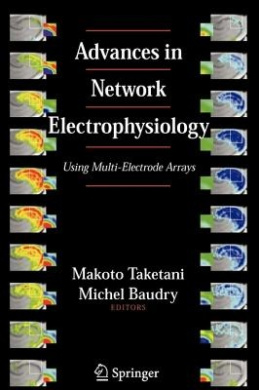 Advances in
Network
Electrophysiology
Using Multi-Electrode Arrays
Makoto Taketani
Michel Baudry
EDITORS
Springer